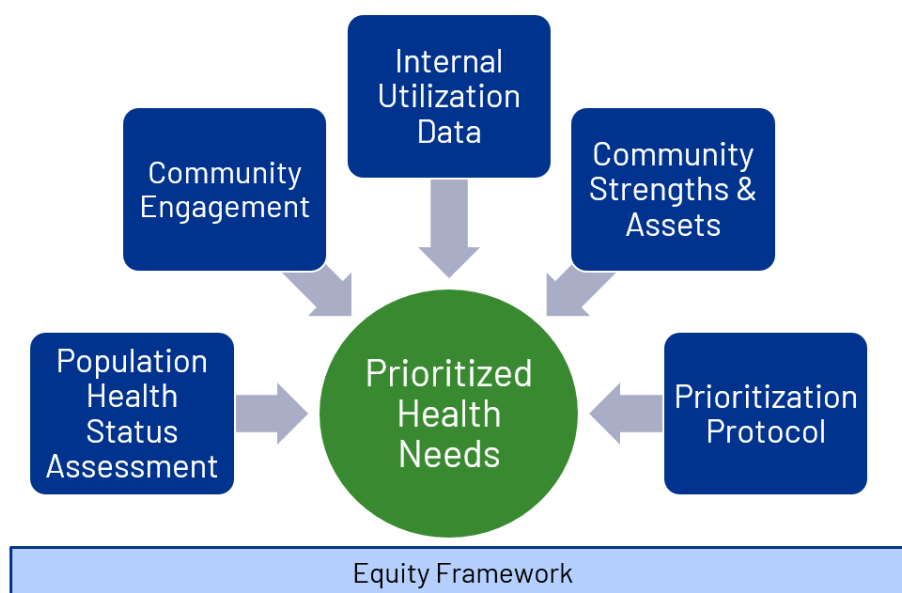 Internal
Utilization
Data
Community
Engagement
Community
Strengths &
Assets
Population
Health
Status
Assessment
Prioritized
Health
Needs
Prioritization
Protocol
Equity Framework